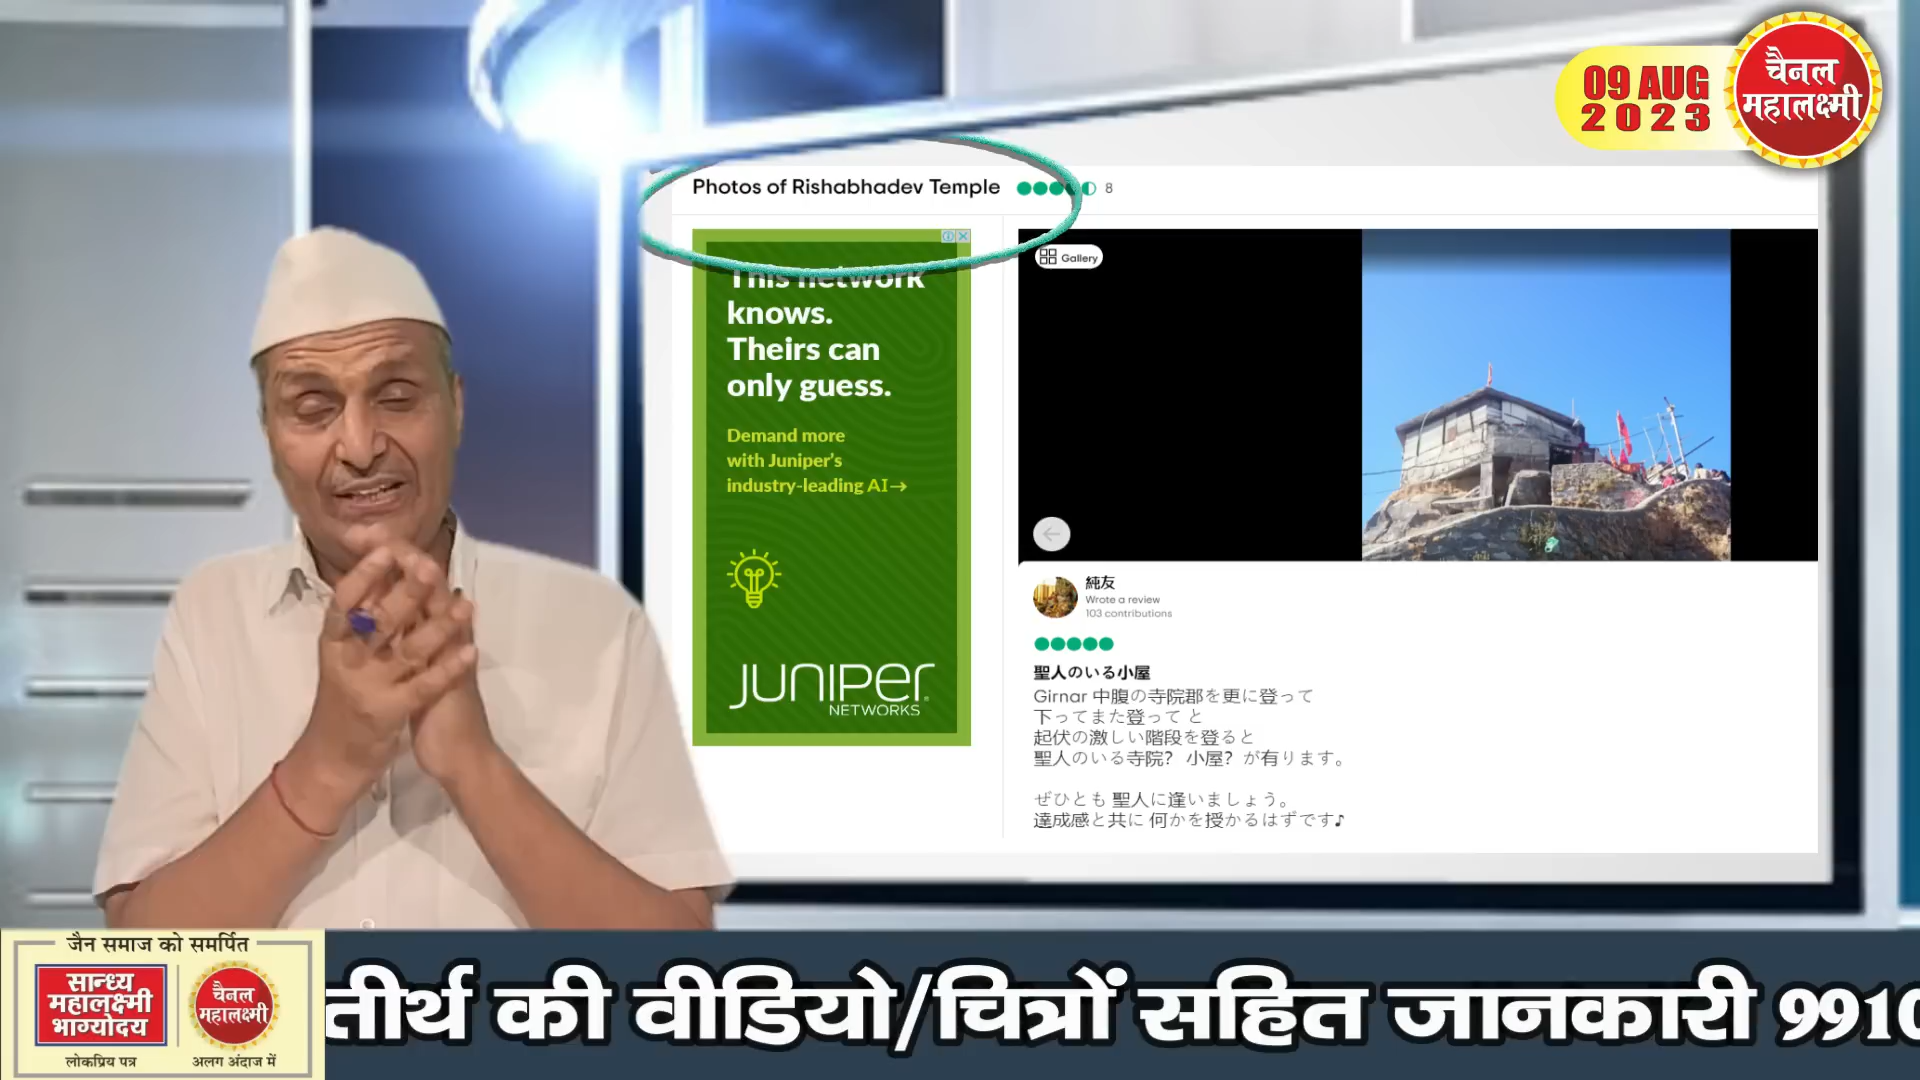 09 AUG
2023
चैनल
महालक्ष्मी
Photos of Rishabhadev Temple 8
This network
knows.
Theirs can
only guess.
Demand more
with Juniper's
industry-leading AI→
JUNIPER
NETWORKS
Gallery
純友
Wrote a review
103 contributions
聖人のいる小屋
Girnar 中腹の寺院郡を更に登って
下ってまた登って と
起伏の激しい階段を登ると
聖人のいる寺院? 小屋? が有ります。
ぜひとも 聖人に逢いましょう。
達成感と共に 何かを授かるはずです♪
जैन समाज को समर्पित
सान्ध्य
महालक्ष्मी
भाग्योदय
लोकप्रिय पत्र
चैनल
महालक्ष्मी
अलग अंदाज में
तीर्थ की वीडियो/चित्रों सहित जानकारी 9910